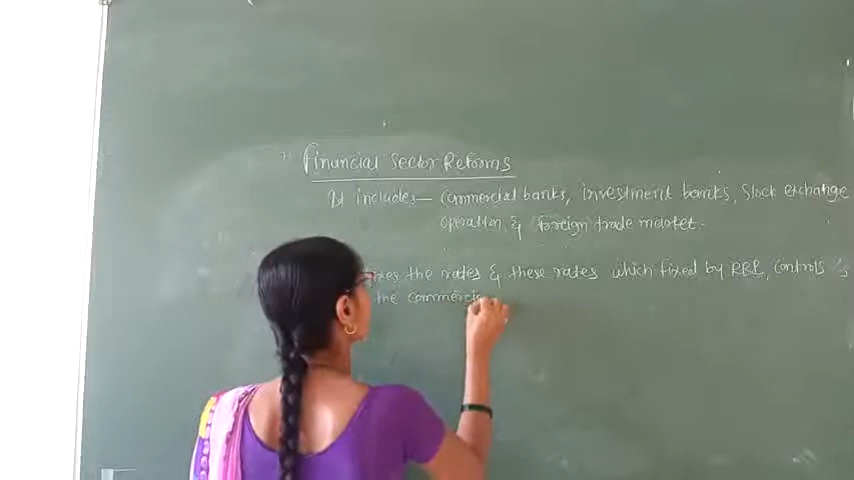 Financial Sector Reforms
It includes — Commercial banks, investment banks, Stock exchange
operation, & foreign trade market.
the rates & these rates which fixed by RBI, controls
the commerci